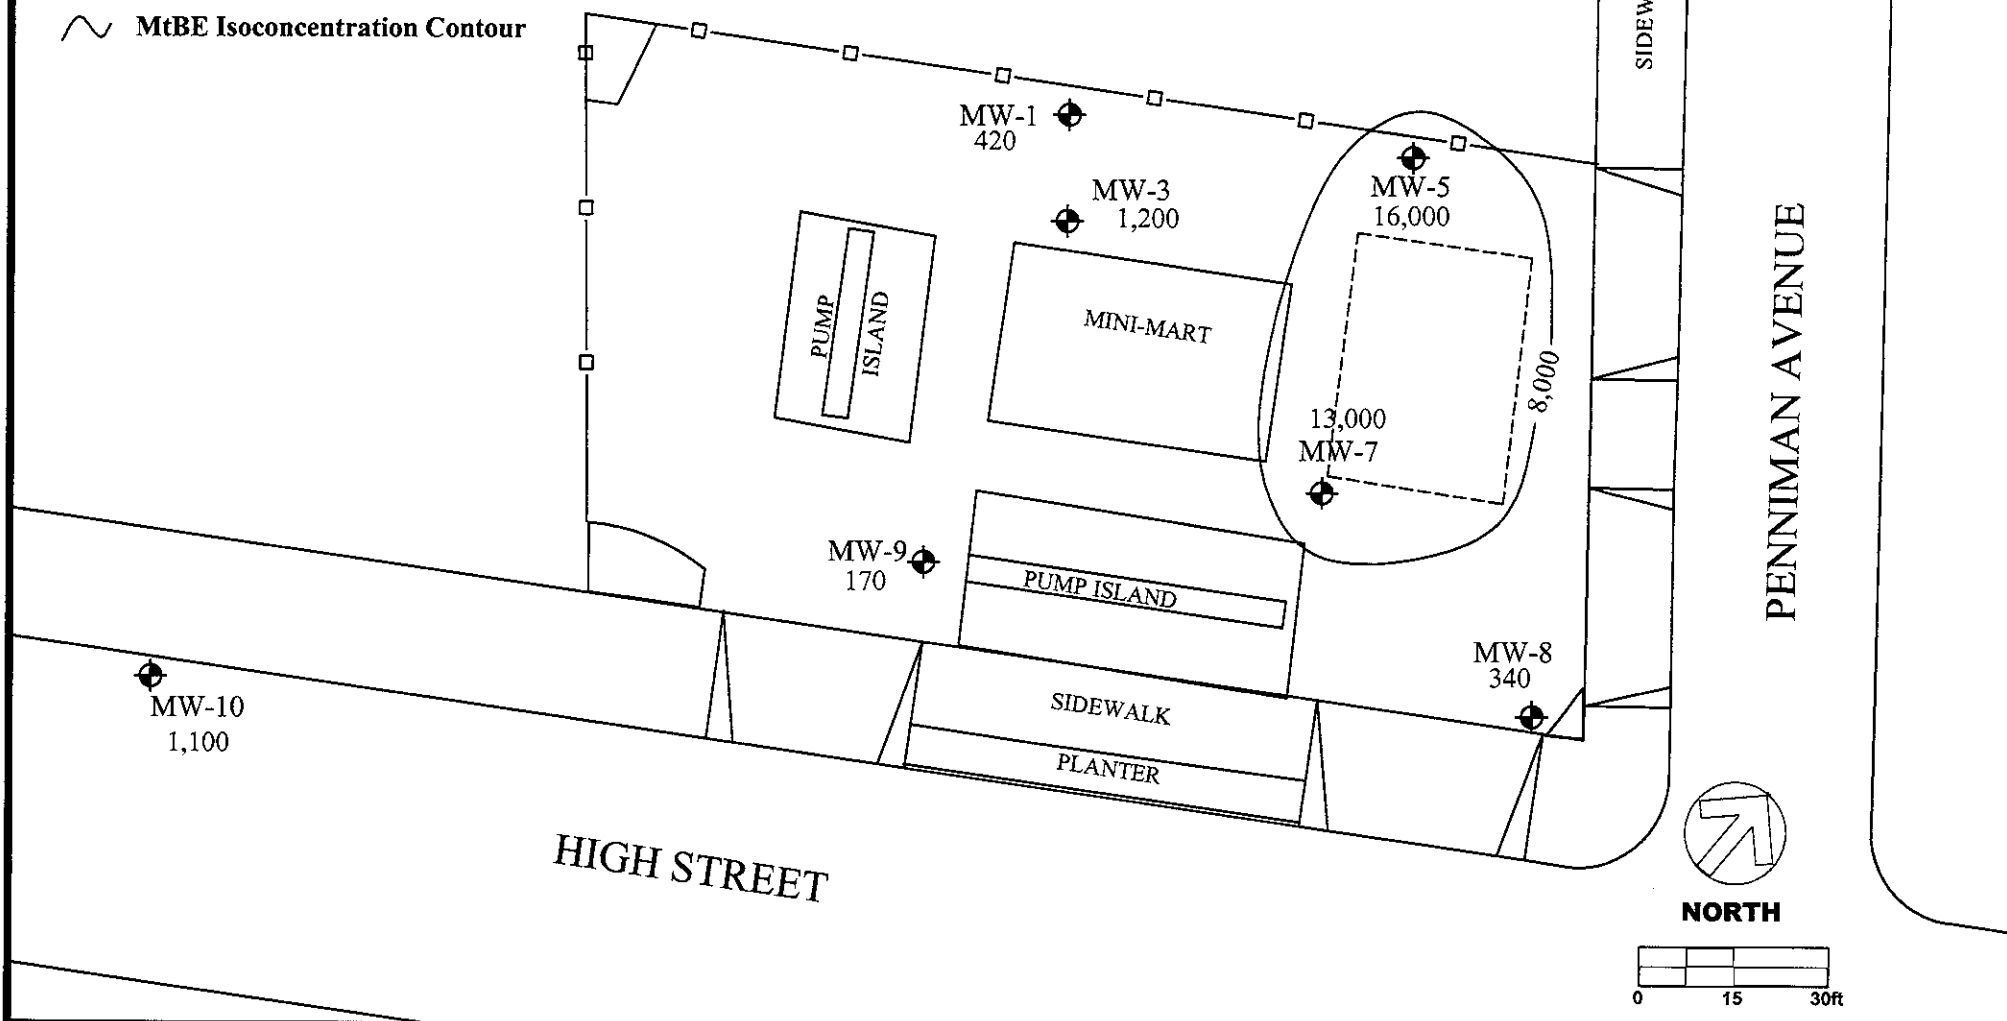 MtBE Isoconcentration Contour
SIDEW
MW-1
420
MW-3
1,200
MW-5
16,000
PUMP
ISLAND
MINI-MART
8,000
13,000
MW-7
PENNIMAN AVENUE
MW-9
170
PUMP ISLAND
MW-8
340
MW-10
1,100
SIDEWALK
PLANTER
HIGH STREET
NORTH
0 15 30ft